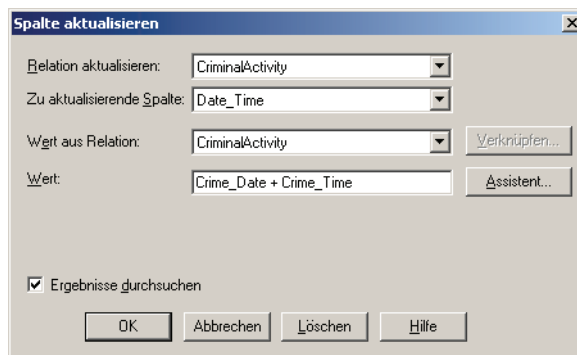 Spalte aktualisieren
Relation aktualisieren: CriminalActivity
Zu aktualisierende Spalte: Date_Time
Wert aus Relation: CriminalActivity Verknüpfen...
Wert: Crime_Date + Crime_Time Assistent...
Ergebnisse durchsuchen
OK Abbrechen Löschen Hilfe